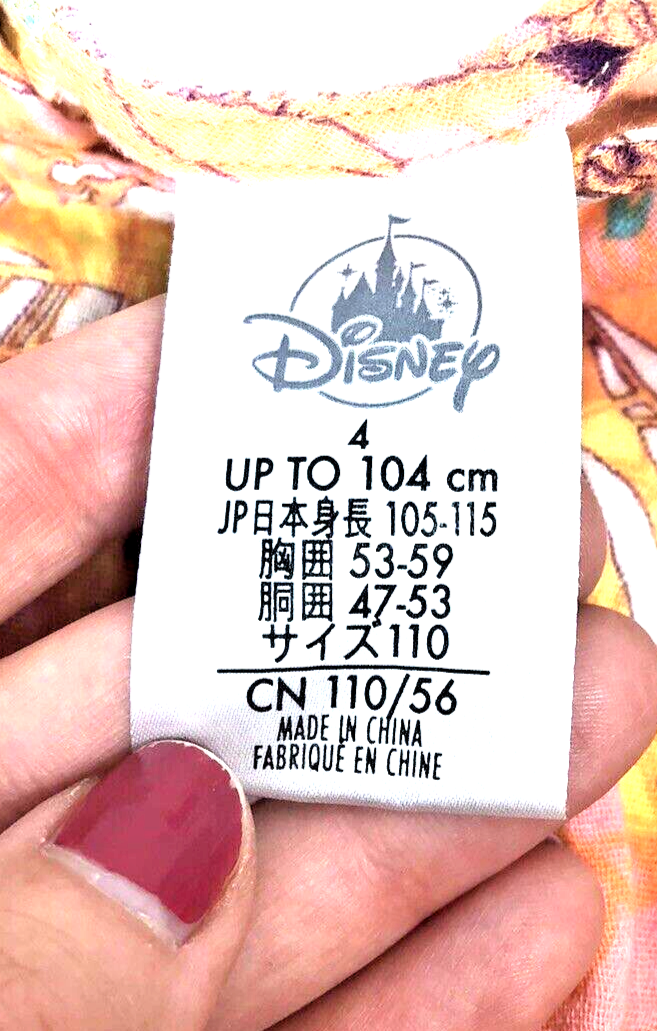 Disney
4
UP TO 104 cm
JP日本身長 105-115
胸囲 53-59
胴囲 47-53
サイズ110
CN 110/56
MADE IN CHINA
FABRIQUÉ EN CHINE